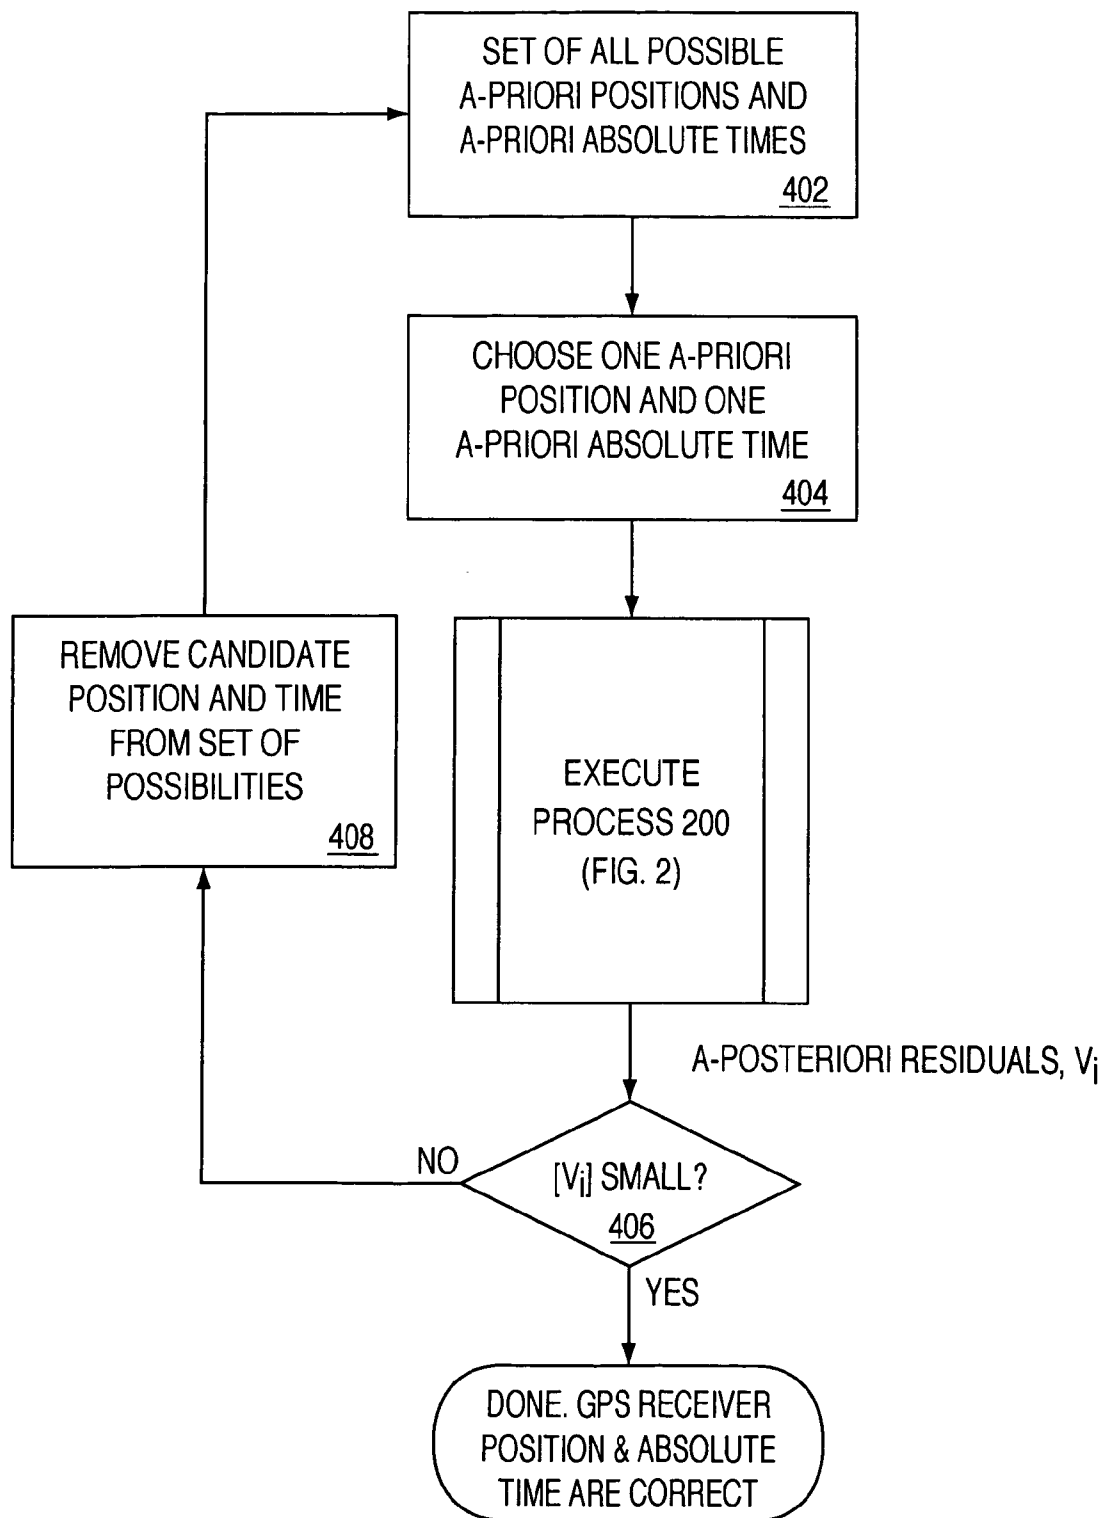 SET OF ALL POSSIBLE
A-PRIORI POSITIONS AND
A-PRIORI ABSOLUTE TIMES
402
CHOOSE ONE A-PRIORI
POSITION AND ONE
A-PRIORI ABSOLUTE TIME
404
REMOVE CANDIDATE
POSITION AND TIME
FROM SET OF
POSSIBILITIES
408
EXECUTE
PROCESS 200
(FIG. 2)
A-POSTERIORI RESIDUALS, Vi
NO
[Vi] SMALL?
406
YES
DONE. GPS RECEIVER
POSITION & ABSOLUTE
TIME ARE CORRECT